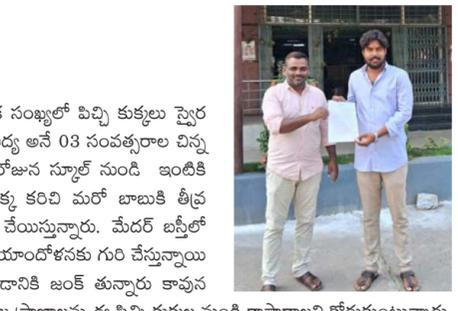 క సంఖ్యలో పిచ్చి కుక్కలు స్వైర
ద్య అనే 03 సంవత్సరాల చిన్న
రోజున స్కూల్ నుండి ఇంటికి
క్క కరిచి మరో బాబుకి తీవ్ర
చేయిస్తున్నారు. మేదర్ బస్తీలో
యాందోళనకు గురి చేస్తున్నాయి
డానికి జంక్ తున్నారు కావున